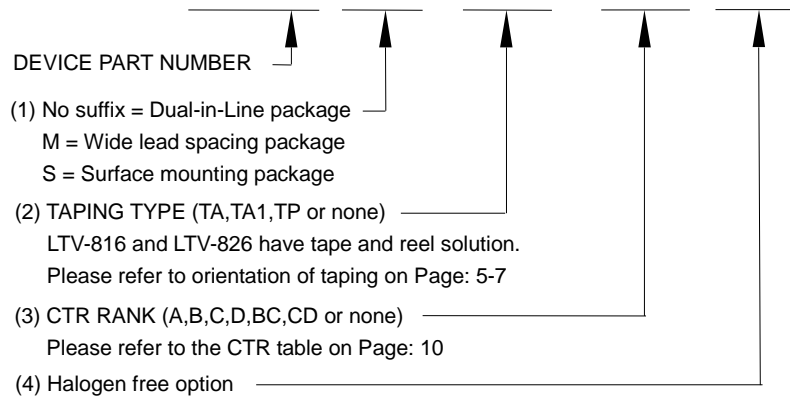 DEVICE PART NUMBER
(1) No suffix = Dual-in-Line package
M = Wide lead spacing package
S = Surface mounting package
(2) TAPING TYPE (TA,TA1,TP or none)
LTV-816 and LTV-826 have tape and reel solution.
Please refer to orientation of taping on Page: 5-7
(3) CTR RANK (A,B,C,D,BC,CD or none)
Please refer to the CTR table on Page: 10
(4) Halogen free option